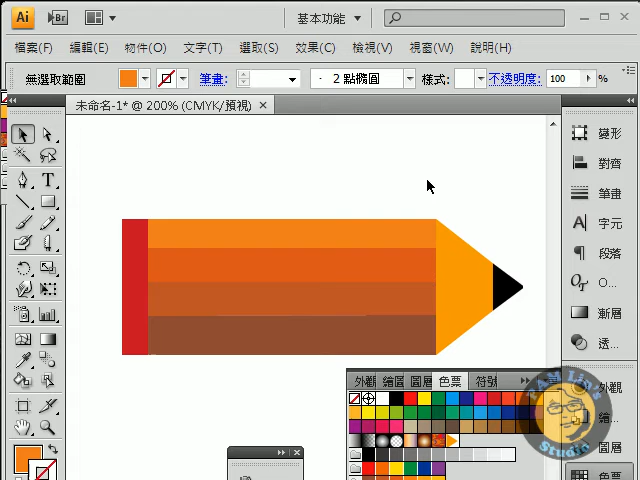 Ai Br 基本功能
檔案(F) 編輯(E) 物件(O) 文字(T) 選取(S) 效果(C) 檢視(V) 視窗(W) 說明(H)
無選取範圍 筆畫: 2 點橢圓 樣式: 不透明度: 100 %
未命名-1* @ 200% (CMYK/預視) ×
變形
對齊
筆畫
字元
段落
O...
漸層
透...
外觀 繪圖 圖層 色票 符號
外觀
繪...
圖層
色票
PAM Lin's
Studio